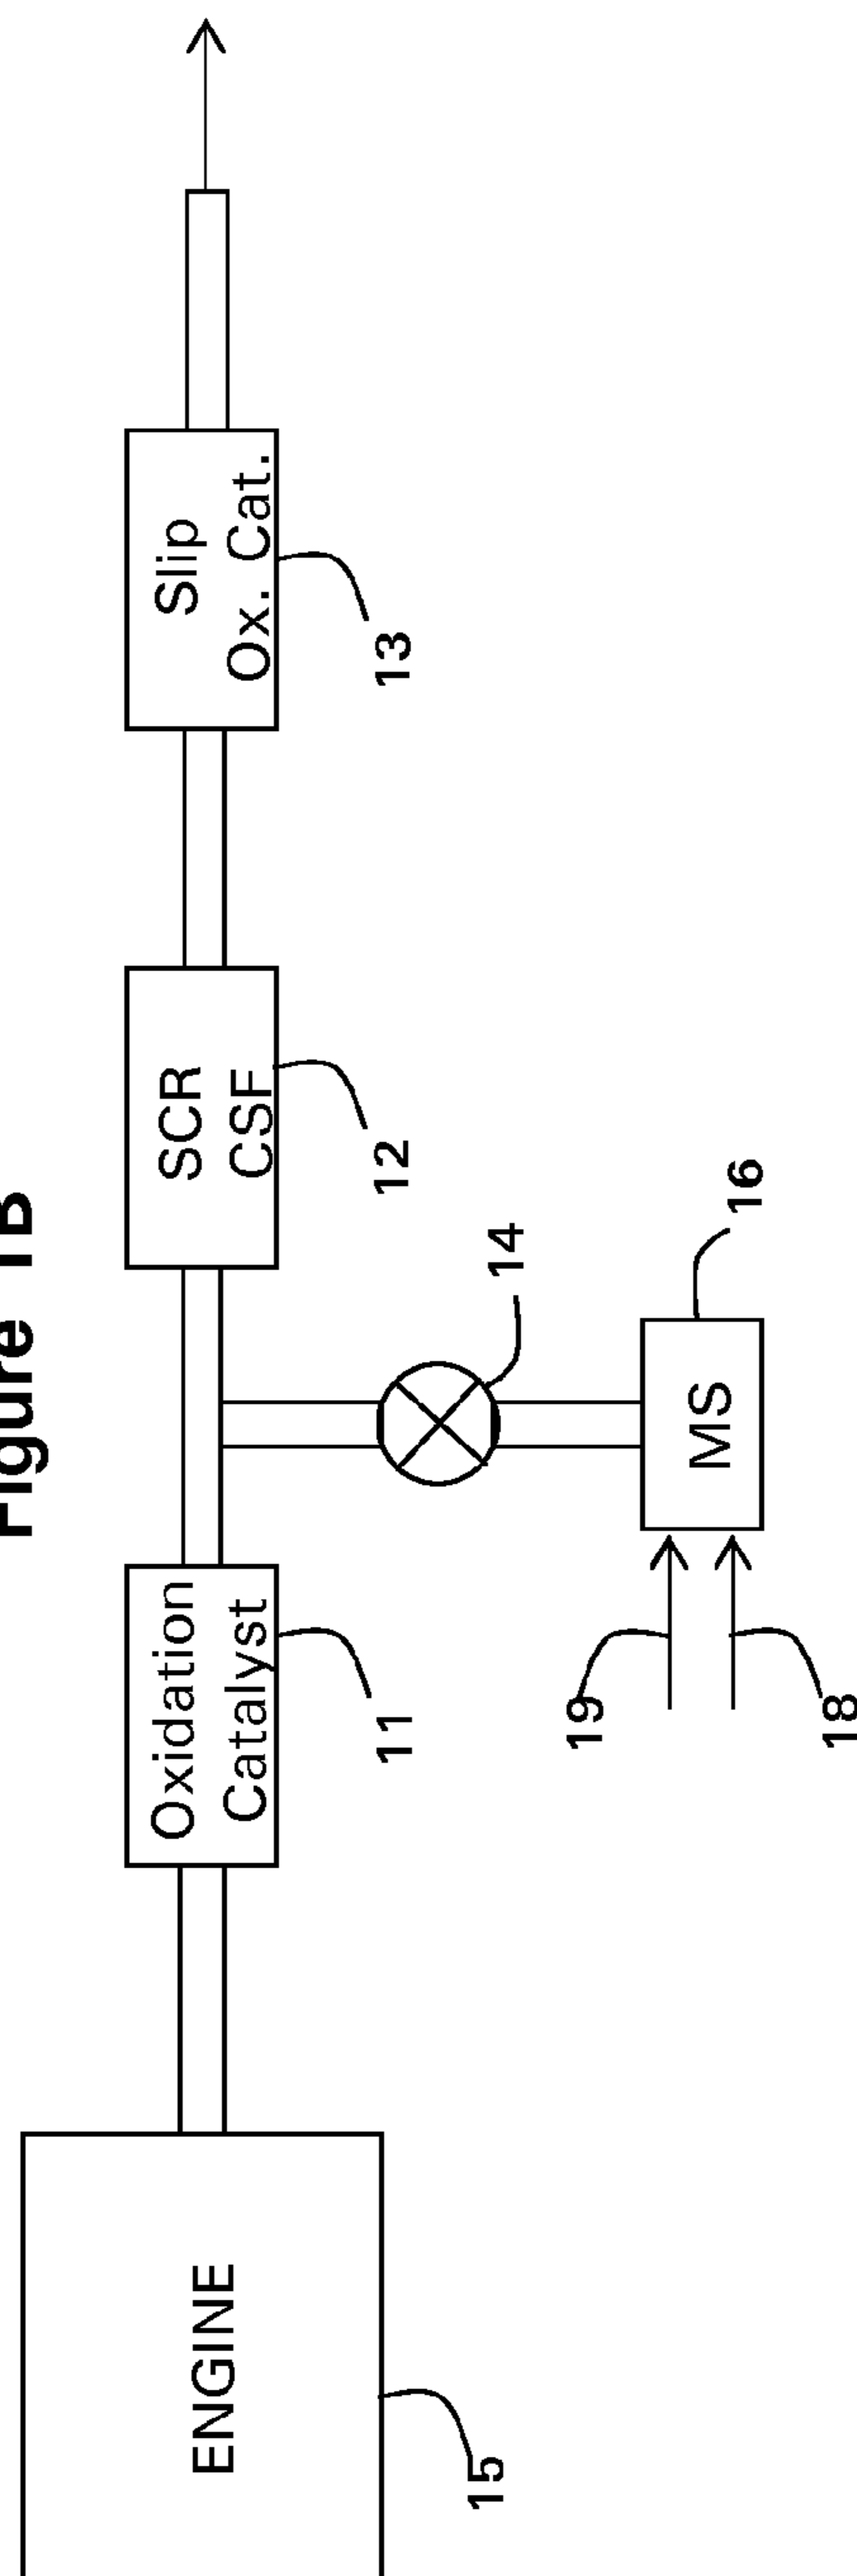 Figure 1B
ENGINE
15
Oxidation
Catalyst
11
SCR
CSF
12
Slip
Ox. Cat.
13
14
MS
16
19
18